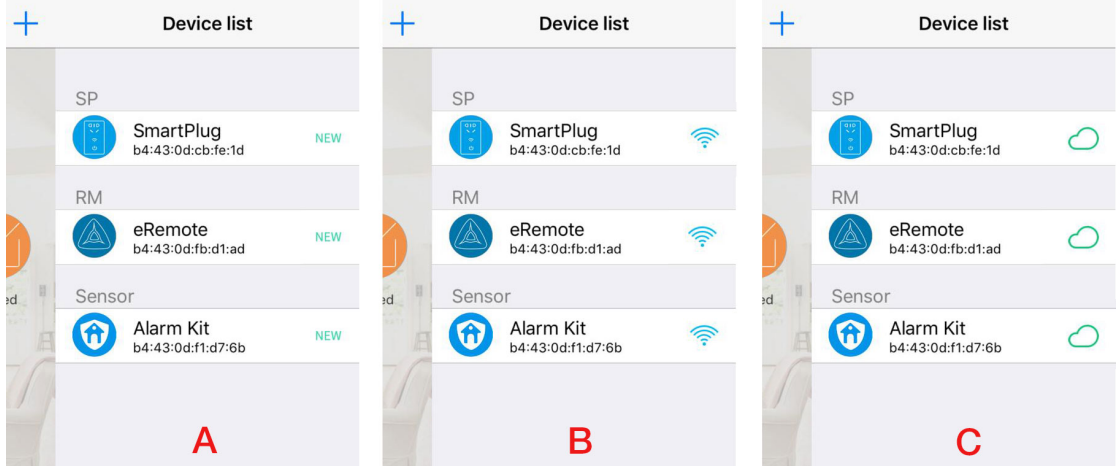 Device list
SP
SmartPlug
b4:43:0d:cb:fe:1d
NEW
RM
eRemote
b4:43:0d:fb:d1:ad
NEW
ed
Sensor
Alarm Kit
b4:43:0d:f1:d7:6b
NEW
A
Device list
SP
SmartPlug
b4:43:0d:cb:fe:1d
RM
eRemote
b4:43:0d:fb:d1:ad
ed
Sensor
Alarm Kit
b4:43:0d:f1:d7:6b
B
Device list
SP
SmartPlug
b4:43:0d:cb:fe:1d
RM
eRemote
b4:43:0d:fb:d1:ad
ed
Sensor
Alarm Kit
b4:43:0d:f1:d7:6b
C